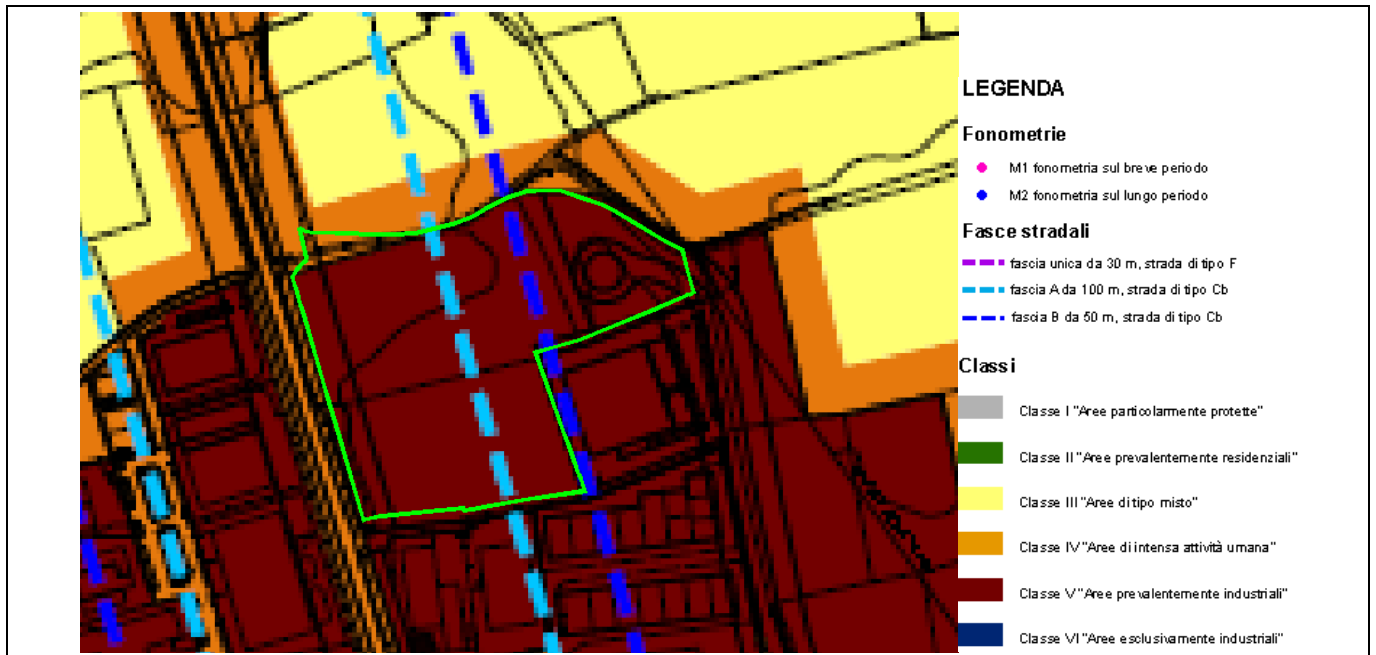 LEGENDA
Fonometrie
M1 fonometria sul breve periodo
M2 fonometria sul lungo periodo
Fasce stradali
fascia unica da 30 m, strada di tipo F
fascia A da 100 m, strada di tipo Cb
fascia B da 50 m, strada di tipo Cb
Classi
Classe I "Aree particolarmente protette"
Classe II "Aree prevalentemente residenziali"
Classe III "Aree di tipo misto"
Classe IV "Aree di intensa attività umana"
Classe V "Aree prevalentemente industriali"
Classe VI "Aree esclusivamente industriali"